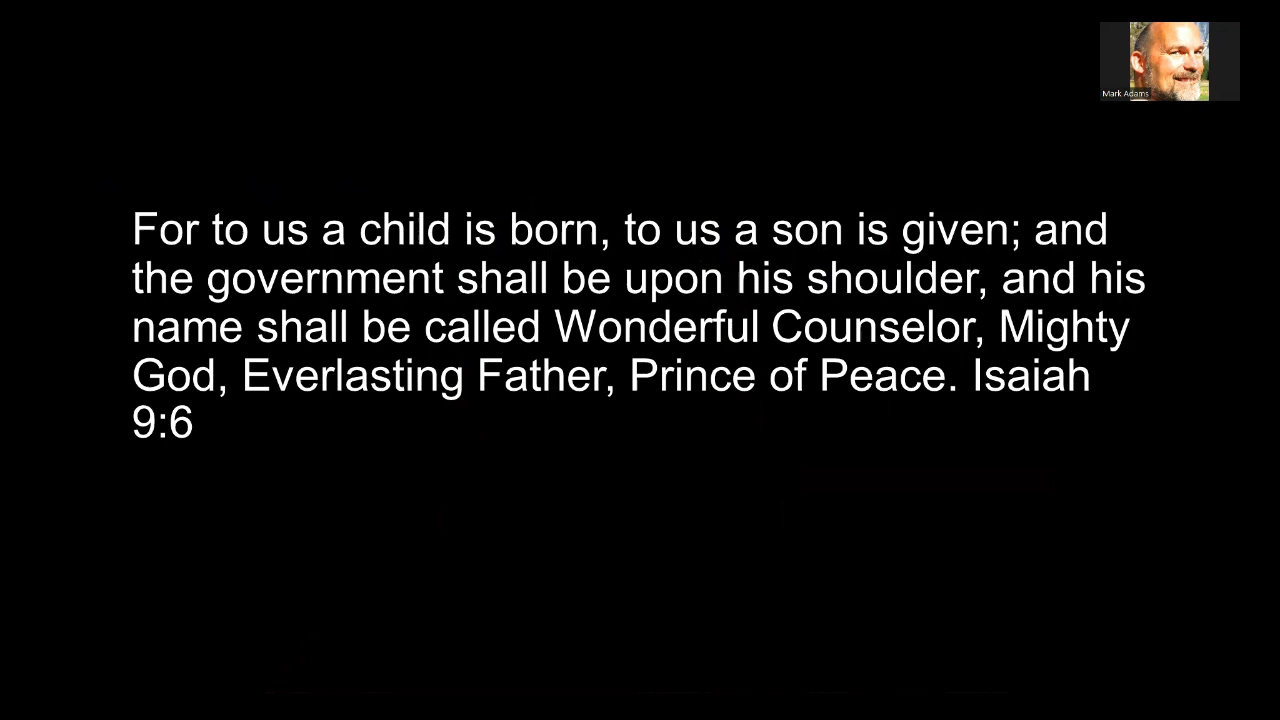 Mark Adams
For to us a child is born, to us a son is given; and
the government shall be upon his shoulder, and his
name shall be called Wonderful Counselor, Mighty
God, Everlasting Father, Prince of Peace. Isaiah
9:6